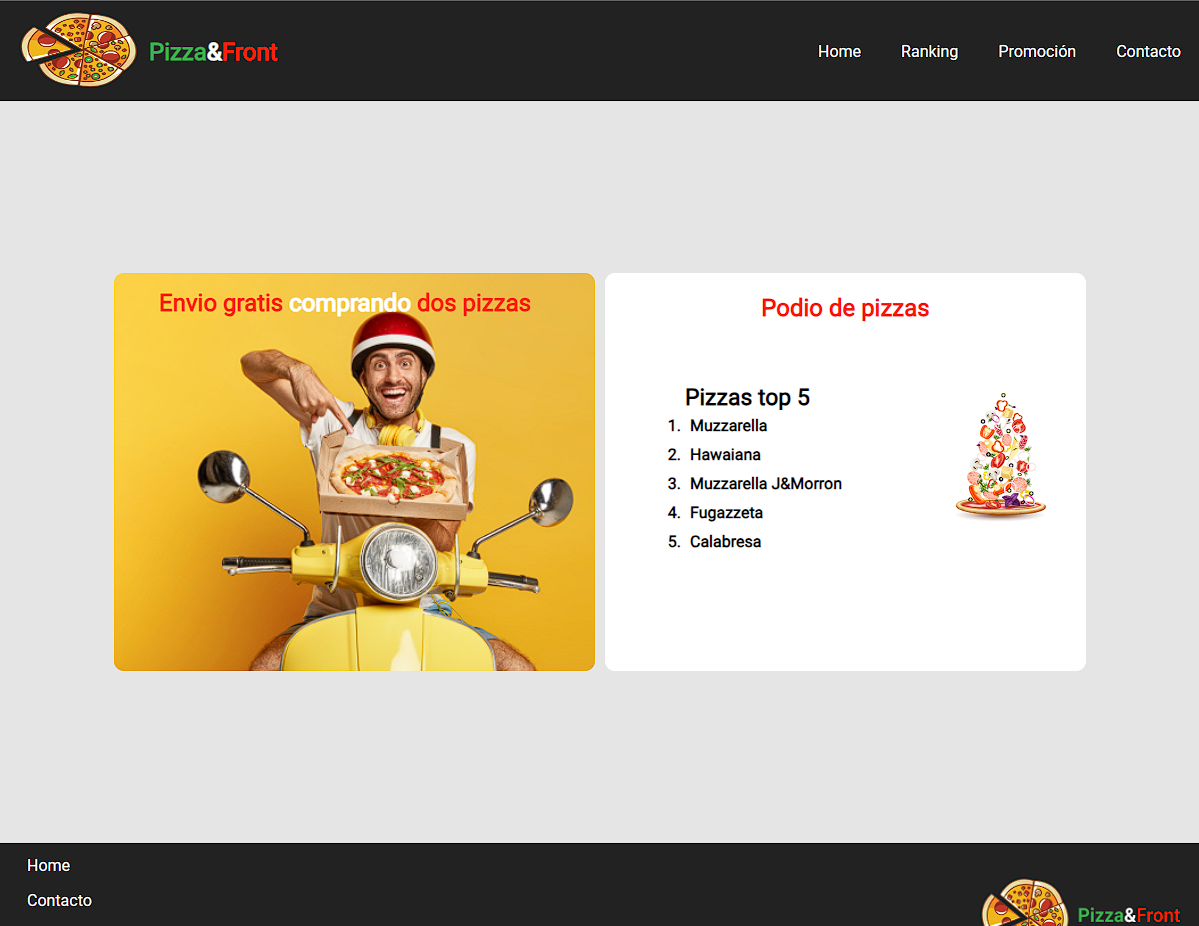 Pizza&Front
Home Ranking Promoción Contacto
Envio gratis comprando dos pizzas
Podio de pizzas
Pizzas top 5
1. Muzzarella
2. Hawaiana
3. Muzzarella J&Morron
4. Fugazzeta
5. Calabresa
Home
Contacto
Pizza&Front